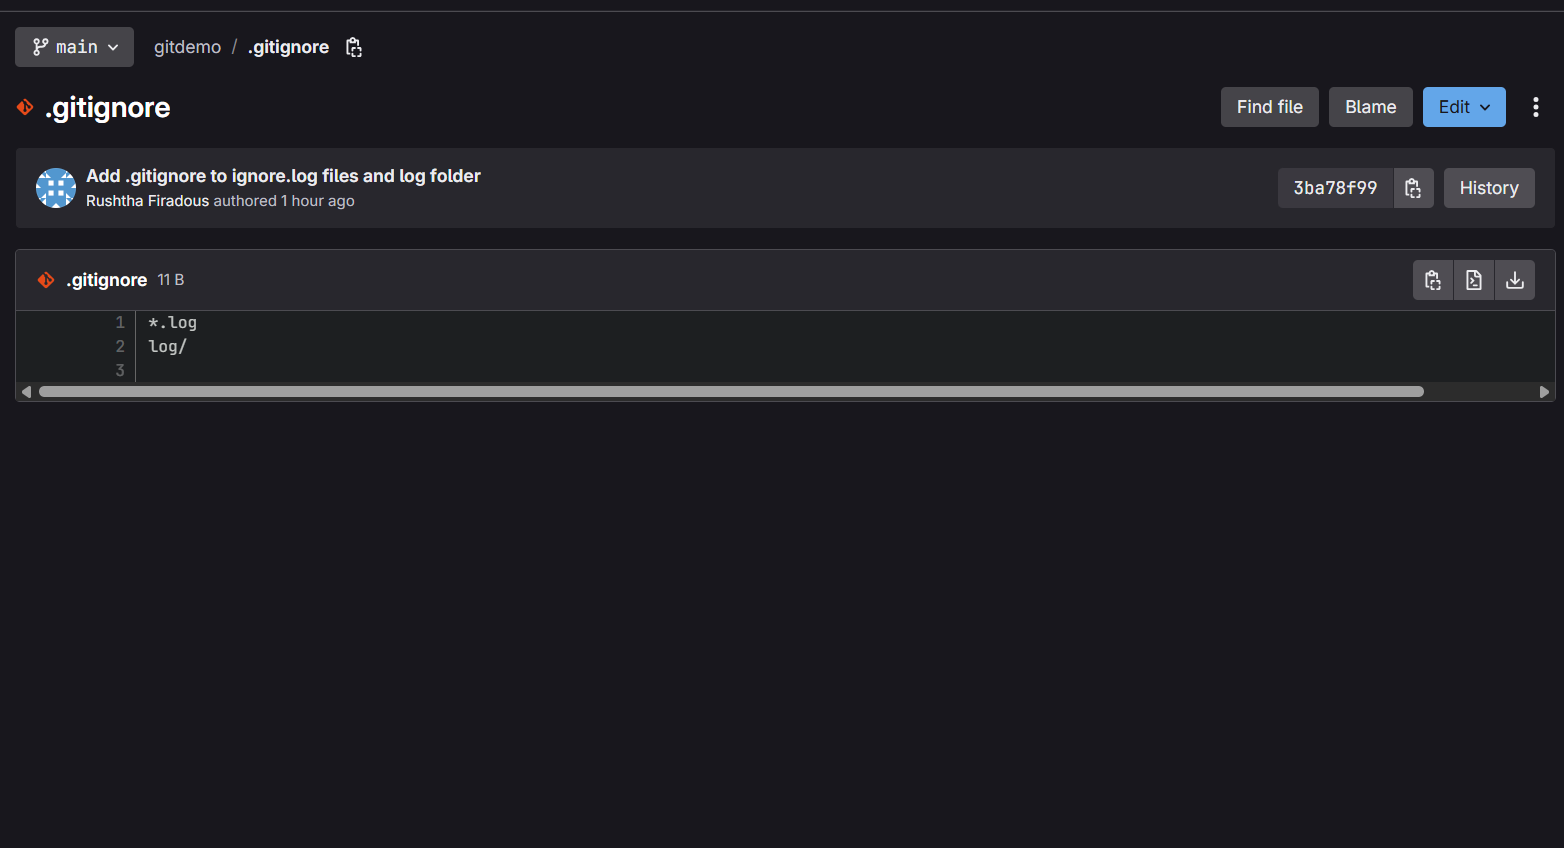 main
gitdemo / .gitignore
.gitignore
Find file
Blame
Edit
Add .gitignore to ignore.log files and log folder
Rushtha Firadous authored 1 hour ago
3ba78f99
History
.gitignore 11 B
1 *.log
2 log/
3